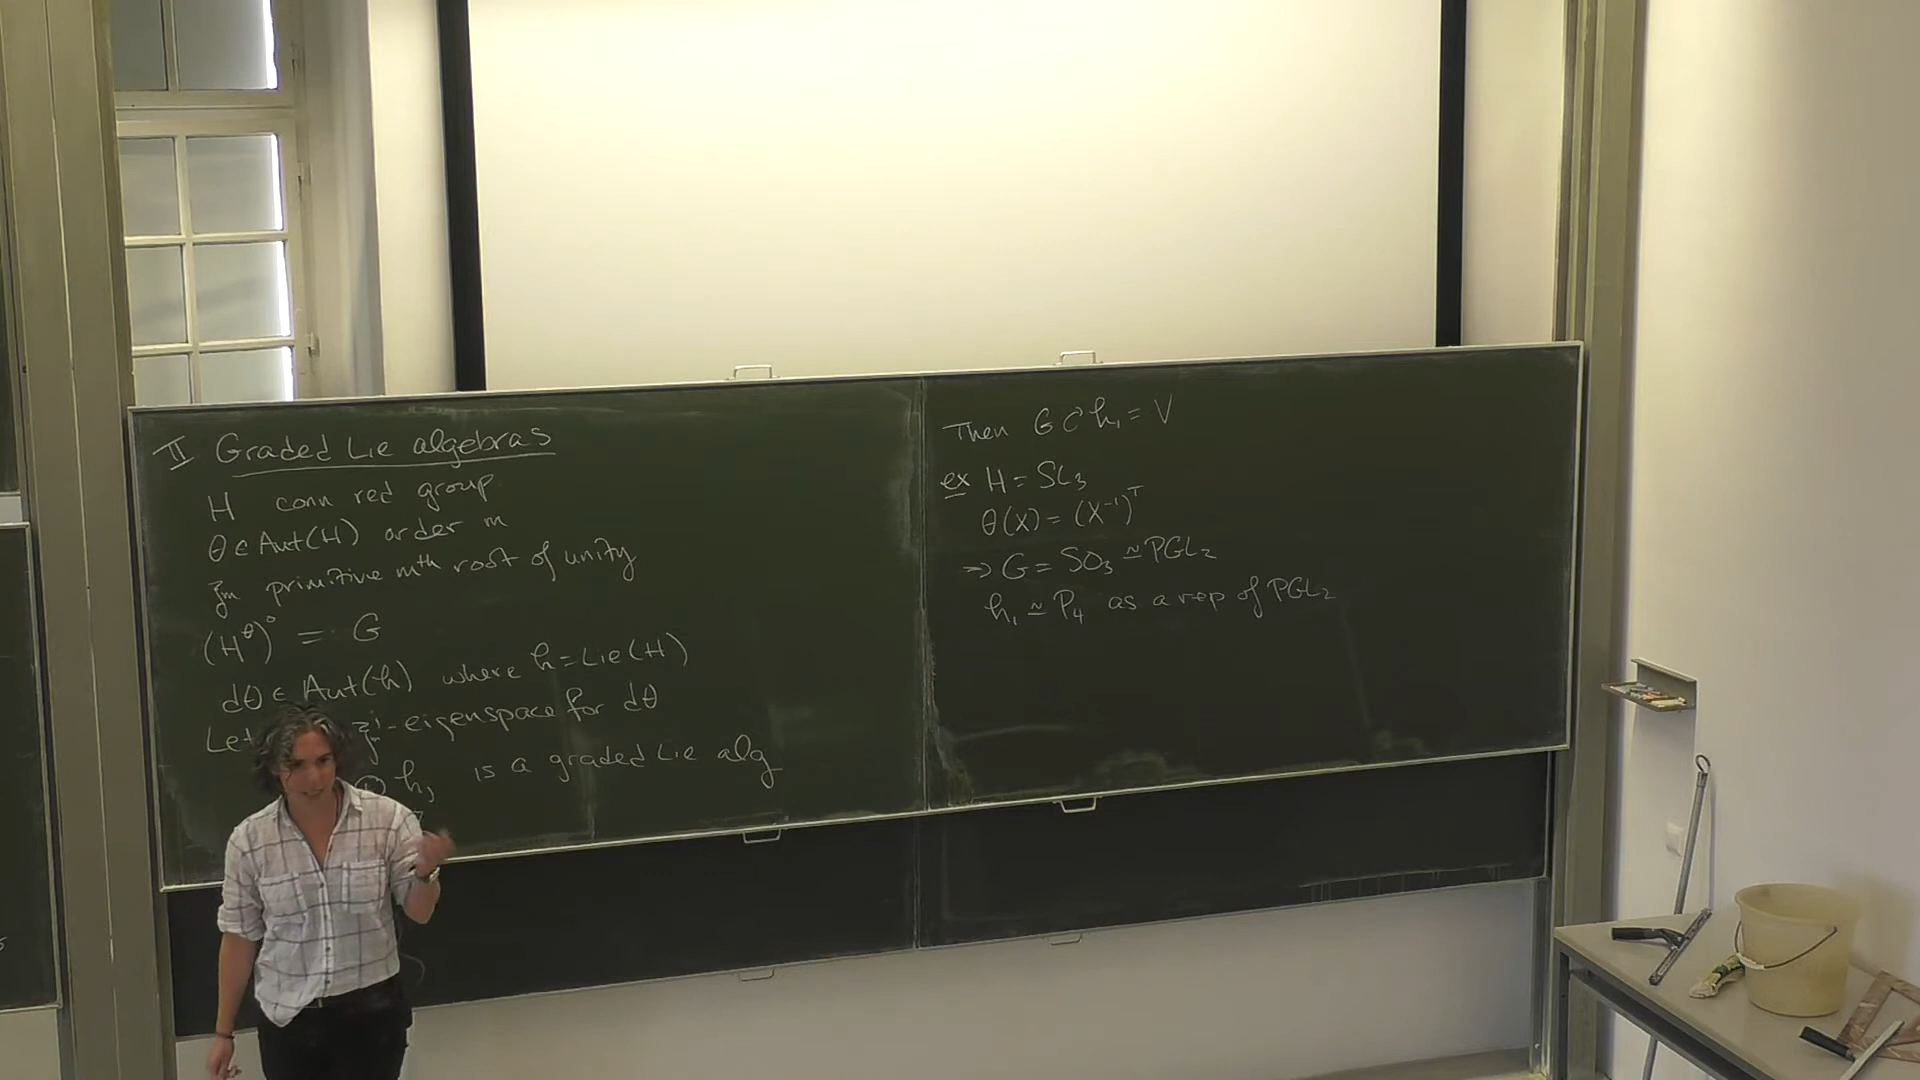 II Graded Lie algebras
H conn red group
θ ∈ Aut(H) order m
ζm primitive mth root of unity
(H^θ)° = G
dθ ∈ Aut(h) where h = Lie(H)
Let ζm^j-eigenspace for dθ
⊕ hj is a graded Lie alg
Then G C h1 = V
ex H = SL3
θ(X) = (X^-1)^T
=> G = SO3 ≃ PGL2
h1 ≃ P4 as a rep of PGL2